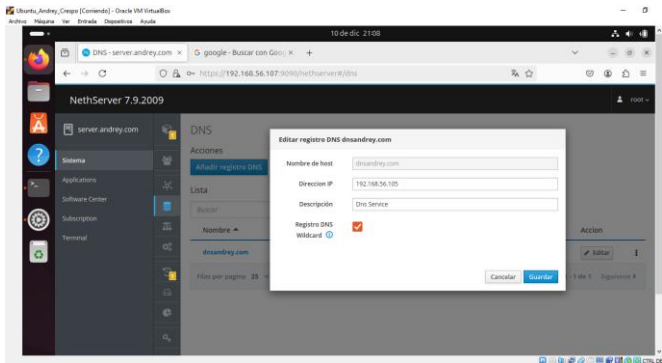 Ubuntu_Andrey_Crespo [Corriendo] - Oracle VM VirtualBox
Archivo Máquina Ver Entrada Dispositivos Ayuda
10 de dic 21:08
DNS - server.andrey.com
google - Buscar con Goog
https://192.168.56.107:9090/nethserver#/dns
NethServer 7.9.2009
root
server.andrey.com
Sistema
Applications
Software Center
Subscription
Terminal
DNS
Acciones
Añadir registro DNS
Lista
Buscar
Nombre
Accion
dnsandrey.com
Editar
Filas por pagina 25
1 de 1 Siguiente
Editar registro DNS dnsandrey.com
Nombre de host dnsandrey.com
Direccion IP 192.168.56.105
Descripción Dns Service
Registro DNS
Wildcard
Cancelar Guardar